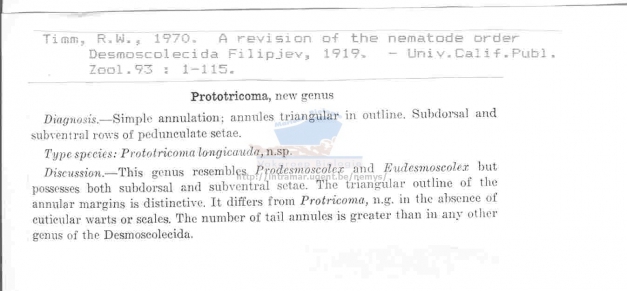 Timm, R.W., 1970. A revision of the nematode order
Desmoscolecida Filipjev, 1919. - Univ.Calif.Publ.
Zool.93 : 1-115.
Prototricoma, new genus
Diagnosis.—Simple annulation; annules triangular in outline. Subdorsal and
subventral rows of pedunculate setae.
Type species: Prototricoma longicauda, n.sp.
Discussion.—This genus resembles Prodesmoscolex and Eudesmoscolex but
http://intramar.ugent.be/nemys/
possesses both subdorsal and subventral setae. The triangular outline of the
annular margins is distinctive. It differs from Protricoma, n.g. in the absence of
cuticular warts or scales. The number of tail annules is greater than in any other
genus of the Desmoscolecida.